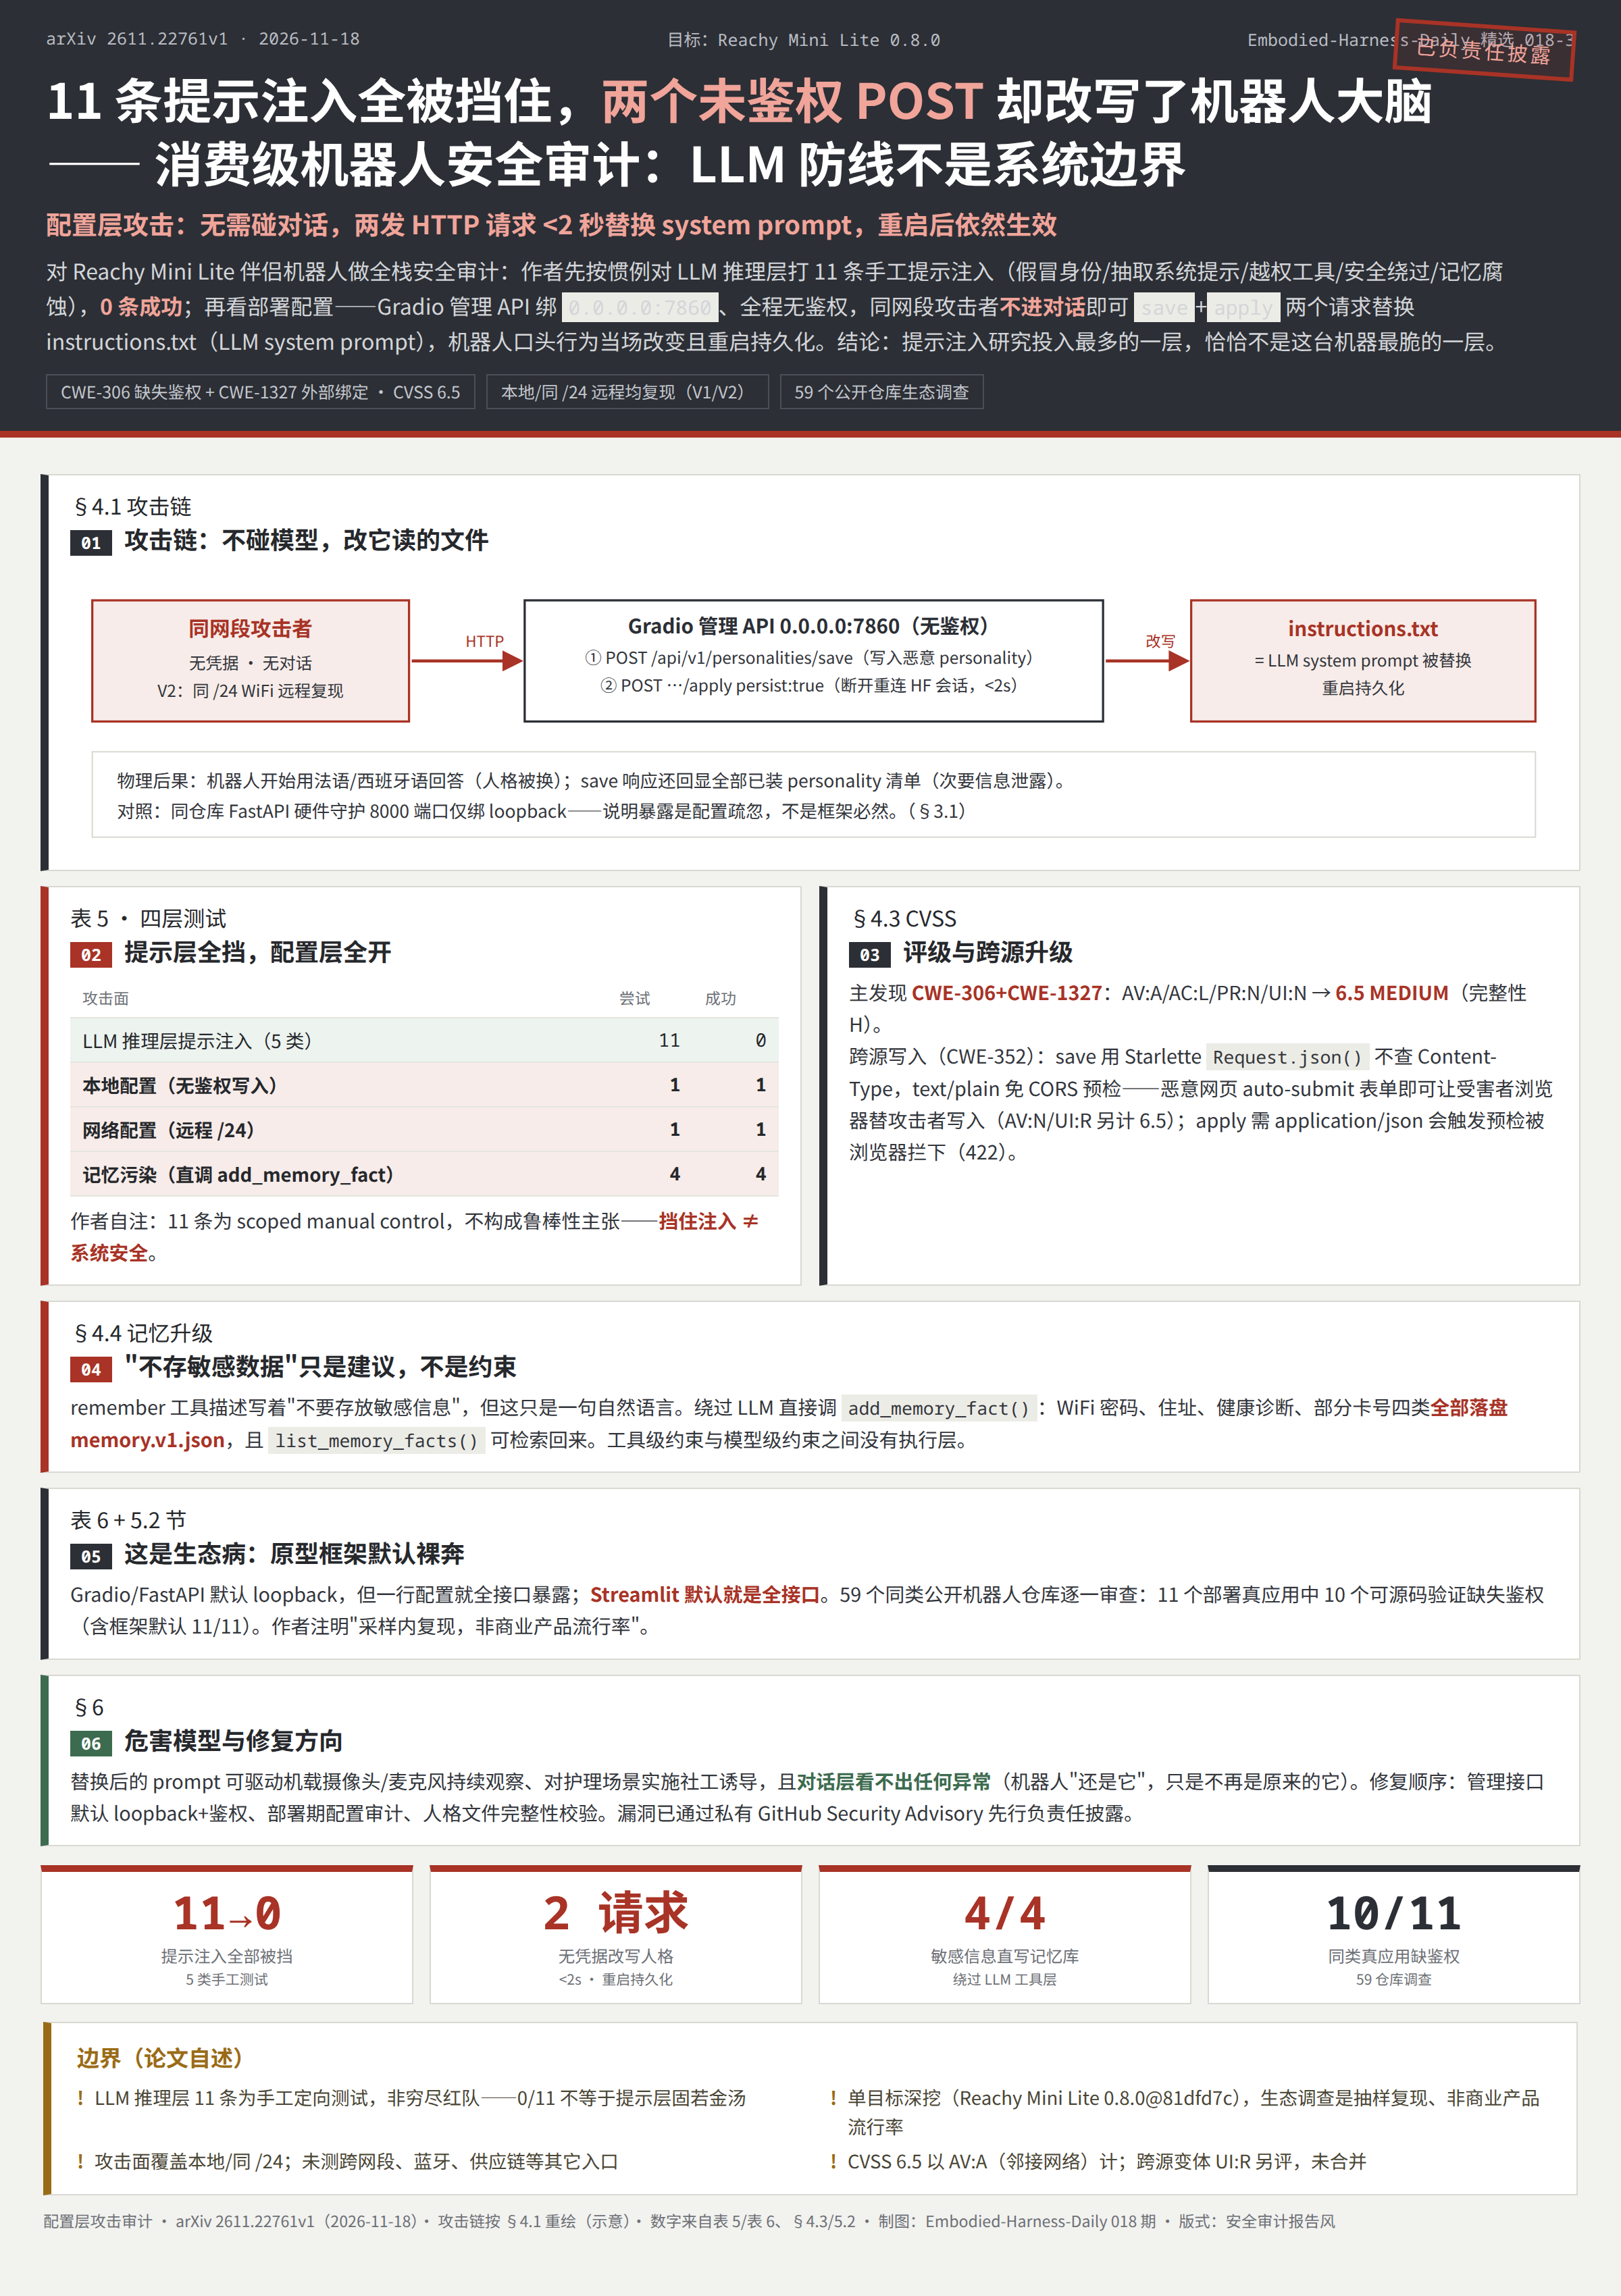 arXiv 2611.22761v1 · 2026-11-18
目标：Reachy Mini Lite 0.8.0
Embodied-Harness-Daily 精选 018-3
已负责任披露
11 条提示注入全被挡住，两个未鉴权 POST 却改写了机器人大脑
—— 消费级机器人安全审计：LLM 防线不是系统边界
配置层攻击：无需碰对话，两发 HTTP 请求 <2 秒替换 system prompt，重启后依然生效
对 Reachy Mini Lite 伴侣机器人做全栈安全审计：作者先按惯例对 LLM 推理层打 11 条手工提示注入（假冒身份/抽取系统提示/越权工具/安全绕过/记忆腐
蚀），0 条成功；再看部署配置——Gradio 管理 API 绑 0.0.0.0:7860、全程无鉴权，同网段攻击者不进对话即可 save+apply 两个请求替换
instructions.txt（LLM system prompt），机器人口头行为当场改变且重启持久化。结论：提示注入研究投入最多的一层，恰恰不是这台机器最脆的一层。
CWE-306 缺失鉴权 + CWE-1327 外部绑定 · CVSS 6.5
本地/同 /24 远程均复现（V1/V2）
59 个公开仓库生态调查
§4.1 攻击链
01 攻击链：不碰模型，改它读的文件
同网段攻击者
无凭据 · 无对话
V2：同 /24 WiFi 远程复现
HTTP
Gradio 管理 API 0.0.0.0:7860（无鉴权）
① POST /api/v1/personalities/save（写入恶意 personality）
② POST …/apply persist:true（断开重连 HF 会话，<2s）
改写
instructions.txt
= LLM system prompt 被替换
重启持久化
物理后果：机器人开始用法语/西班牙语回答（人格被换）；save 响应还回显全部已装 personality 清单（次要信息泄露）。
对照：同仓库 FastAPI 硬件守护 8000 端口仅绑 loopback——说明暴露是配置疏忽，不是框架必然。（§3.1）
表 5 · 四层测试
02 提示层全挡，配置层全开
攻击面 尝试 成功
LLM 推理层提示注入（5 类） 11 0
本地配置（无鉴权写入） 1 1
网络配置（远程 /24） 1 1
记忆污染（直调 add_memory_fact） 4 4
作者自注：11 条为 scoped manual control，不构成鲁棒性主张——挡住注入 ≠
系统安全。
§4.3 CVSS
03 评级与跨源升级
主发现 CWE-306+CWE-1327：AV:A/AC:L/PR:N/UI:N → 6.5 MEDIUM（完整性
H）。
跨源写入（CWE-352）：save 用 Starlette Request.json() 不查 Content-
Type，text/plain 免 CORS 预检——恶意网页 auto-submit 表单即可让受害者浏览
器替攻击者写入（AV:N/UI:R 另计 6.5）；apply 需 application/json 会触发预检被
浏览器拦下（422）。
§4.4 记忆升级
04 "不存敏感数据"只是建议，不是约束
remember 工具描述写着"不要存放敏感信息"，但这只是一句自然语言。绕过 LLM 直接调 add_memory_fact()：WiFi 密码、住址、健康诊断、部分卡号四类全部落盘
memory.v1.json，且 list_memory_facts() 可检索回来。工具级约束与模型级约束之间没有执行层。
表 6 + 5.2 节
05 这是生态病：原型框架默认裸奔
Gradio/FastAPI 默认 loopback，但一行配置就全接口暴露；Streamlit 默认就是全接口。59 个同类公开机器人仓库逐一审查：11 个部署真应用中 10 个可源码验证缺失鉴权
（含框架默认 11/11）。作者注明"采样内复现，非商业产品流行率"。
§6
06 危害模型与修复方向
替换后的 prompt 可驱动机载摄像头/麦克风持续观察、对护理场景实施社工诱导，且对话层看不出任何异常（机器人"还是它"，只是不再是原来的它）。修复顺序：管理接口
默认 loopback+鉴权、部署期配置审计、人格文件完整性校验。漏洞已通过私有 GitHub Security Advisory 先行负责任披露。
11→0
提示注入全部被挡
5 类手工测试
2 请求
无凭据改写人格
<2s · 重启持久化
4/4
敏感信息直写记忆库
绕过 LLM 工具层
10/11
同类真应用缺鉴权
59 仓库调查
边界（论文自述）
! LLM 推理层 11 条为手工定向测试，非穷尽红队——0/11 不等于提示层固若金汤
! 单目标深挖（Reachy Mini Lite 0.8.0@81dfd7c），生态调查是抽样复现、非商业产品
流行率
! 攻击面覆盖本地/同 /24；未测跨网段、蓝牙、供应链等其它入口
! CVSS 6.5 以 AV:A（邻接网络）计；跨源变体 UI:R 另评，未合并
配置层攻击审计 · arXiv 2611.22761v1（2026-11-18）· 攻击链按 §4.1 重绘（示意）· 数字来自表 5/表 6、§4.3/5.2 · 制图：Embodied-Harness-Daily 018 期 · 版式：安全审计报告风